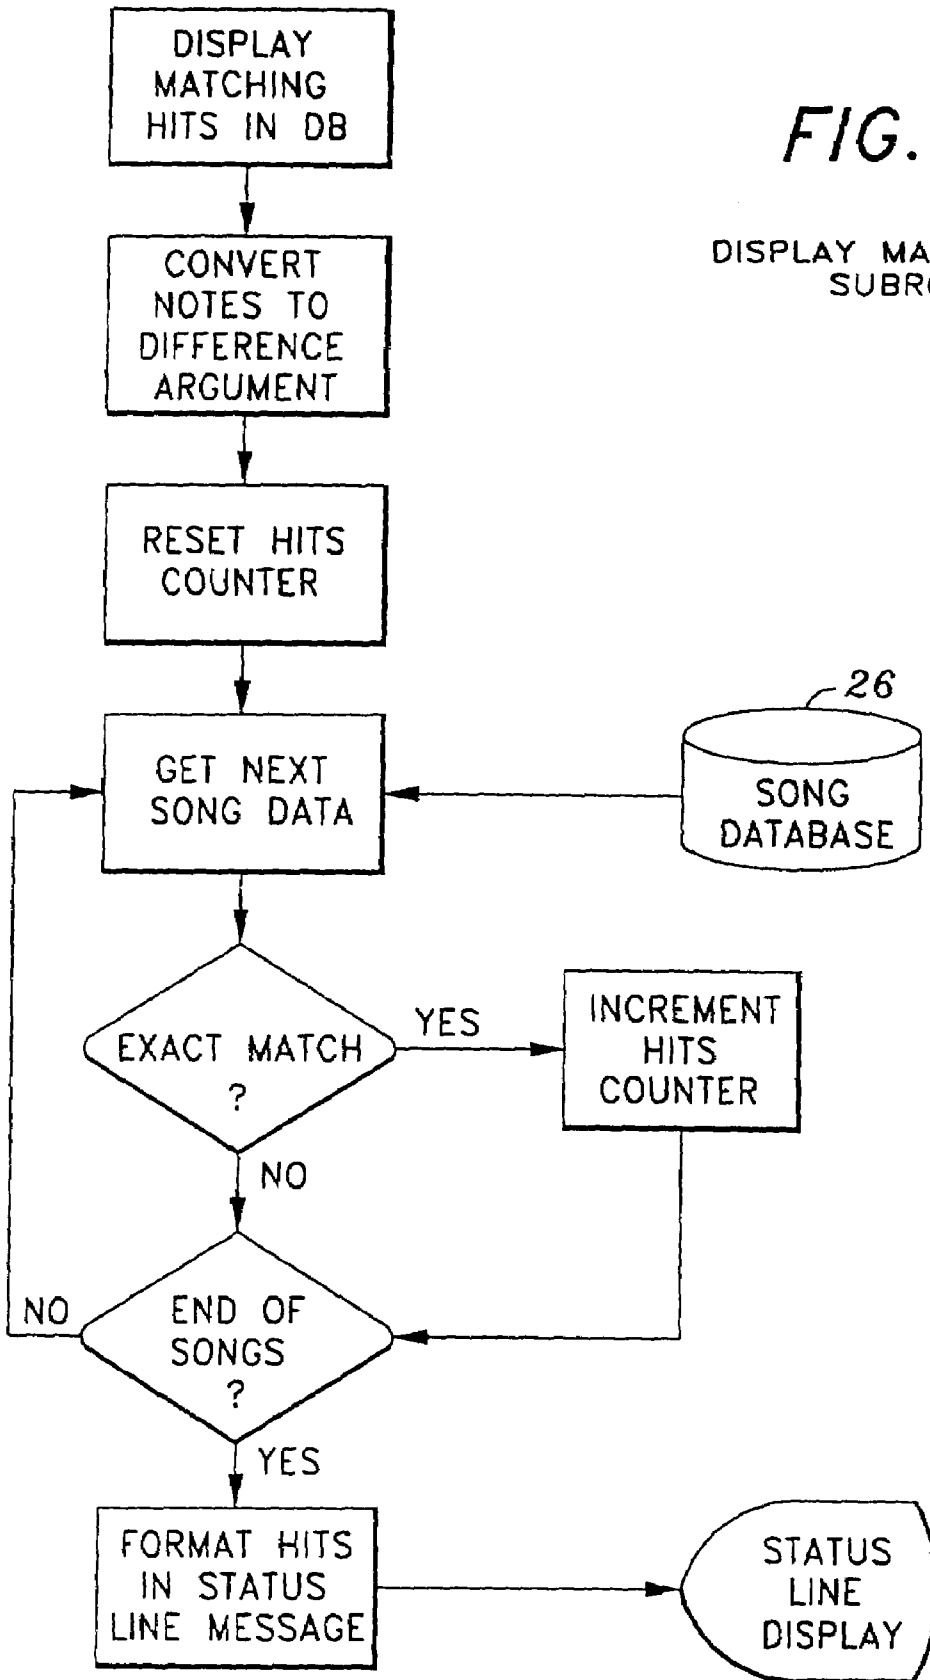 DISPLAY
MATCHING
HITS IN DB
FIG.
DISPLAY
CONVERT
NOTES TO
DIFFERENCE
ARGUMENT
RESET HITS
COUNTER
GET NEXT
SONG DATA
26
SONG
DATABASE
EXACT MATCH
?
YES
INCREMENT
HITS
COUNTER
NO
END OF
SONGS
?
NO
YES
FORMAT HITS
IN STATUS
LINE MESSAGE
STATUS
LINE
DISPLAY